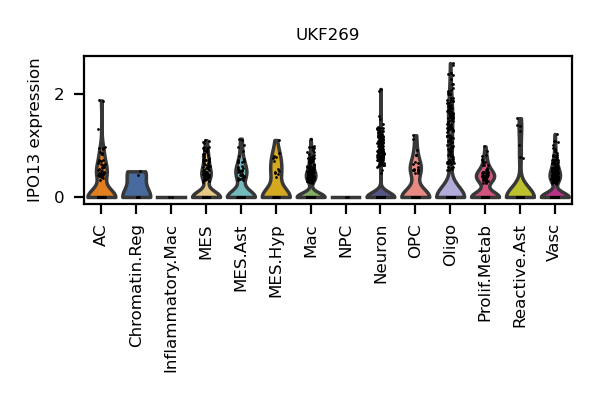 UKF269
IPO13 expression
2
0
AC
Chromatin.Reg
Inflammatory.Mac
MES
MES.Ast
MES.Hyp
Mac
NPC
Neuron
OPC
Oligo
Prolif.Metab
Reactive.Ast
Vasc